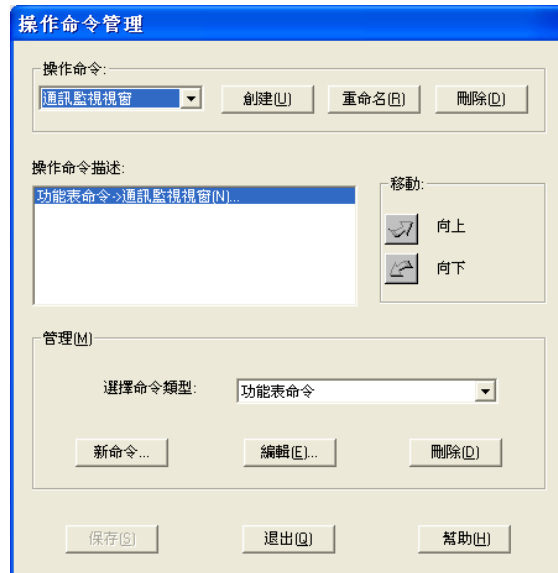 操作命令管理
操作命令:
通訊監視視窗 創建(U) 重命名(R) 刪除(D)
操作命令描述:
功能表命令->通訊監視視窗(N)...
移動:
向上
向下
管理(M)
選擇命令類型: 功能表命令
新命令... 編輯(E)... 刪除(D)
保存(S) 退出(Q) 幫助(H)